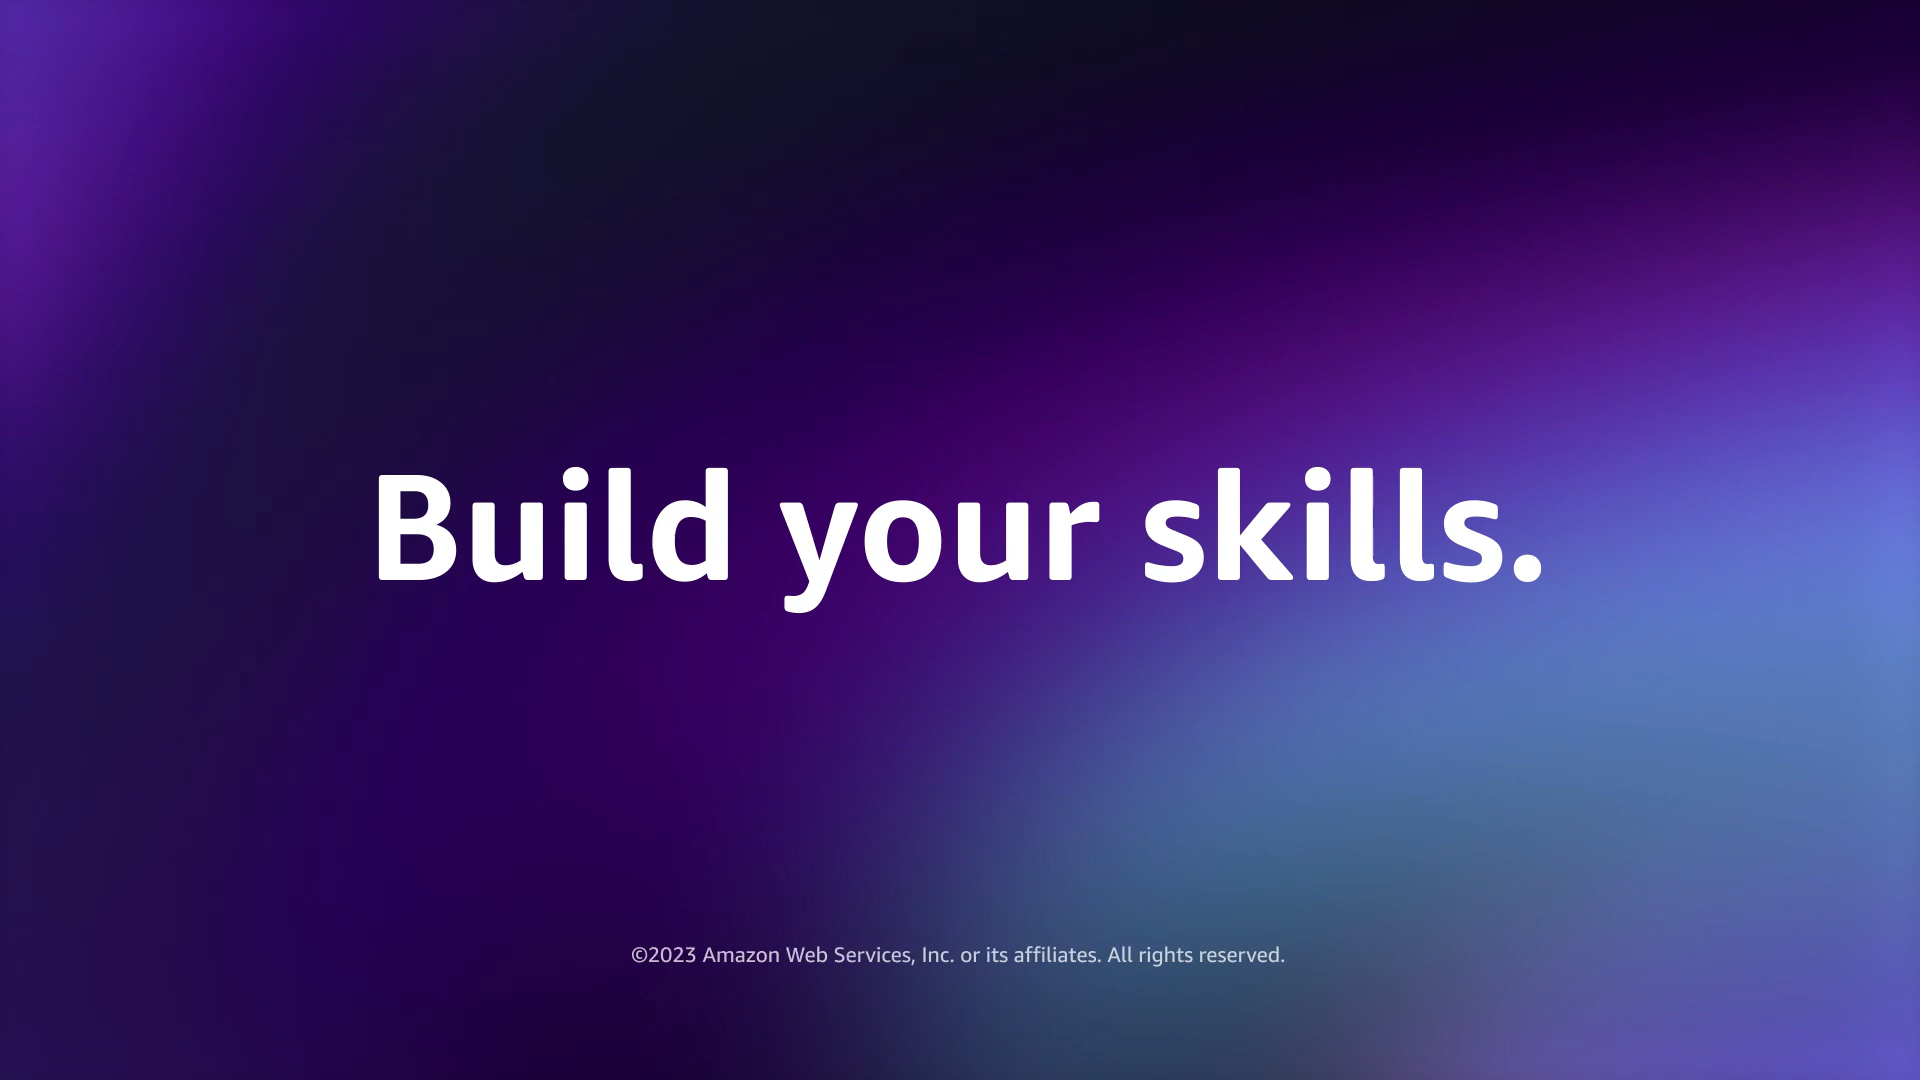 Build your skills.
©2023 Amazon Web Services, Inc. or its affiliates. All rights reserved.